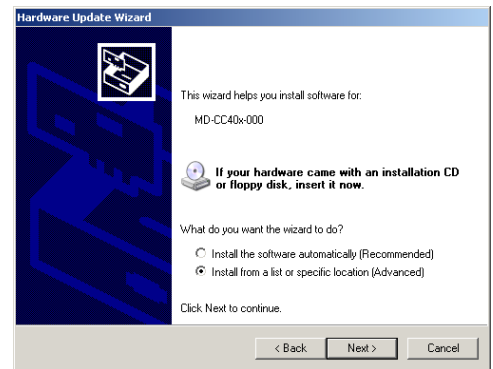 Hardware Update Wizard
This wizard helps you install software for:
MD-CC40x-000
If your hardware came with an installation CD
or floppy disk, insert it now.
What do you want the wizard to do?
Install the software automatically (Recommended)
Install from a list or specific location (Advanced)
Click Next to continue.
< Back
Next >
Cancel